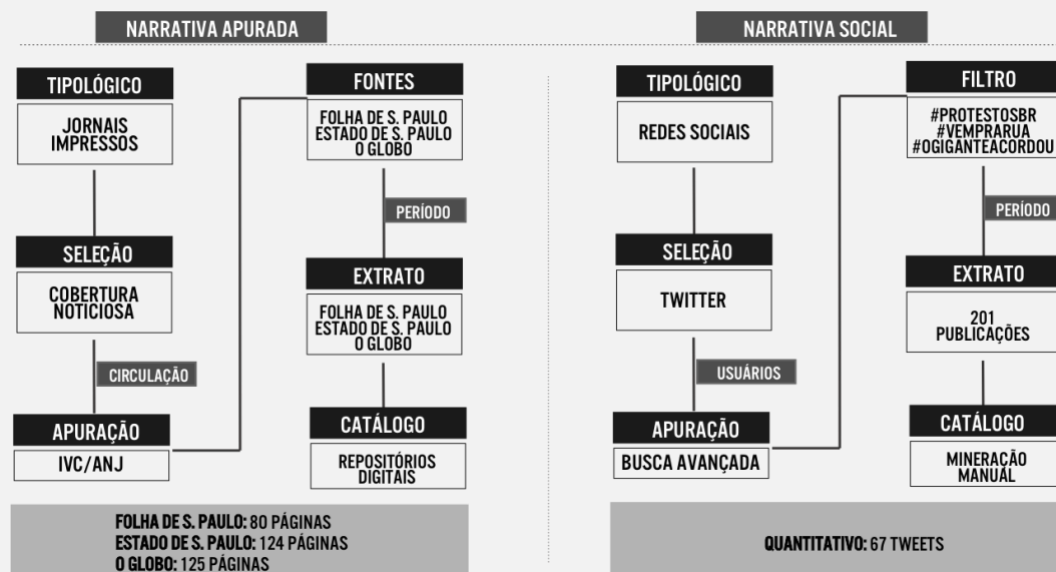 NARRATIVA APURADA
TIPOLÓGICO
JORNAIS
IMPRESSOS
SELEÇÃO
COBERTURA
NOTICIOSA
CIRCULAÇÃO
APURAÇÃO
IVC/ANJ
FONTES
FOLHA DE S. PAULO
ESTADO DE S. PAULO
O GLOBO
PERÍODO
EXTRATO
FOLHA DE S. PAULO
ESTADO DE S. PAULO
O GLOBO
CATÁLOGO
REPOSITÓRIOS
DIGITAIS
FOLHA DE S. PAULO: 80 PÁGINAS
ESTADO DE S. PAULO: 124 PÁGINAS
O GLOBO: 125 PÁGINAS
NARRATIVA SOCIAL
TIPOLÓGICO
REDES SOCIAIS
SELEÇÃO
TWITTER
USUÁRIOS
APURAÇÃO
BUSCA AVANÇADA
FILTRO
#PROTESTOSBR
#VEMPRARUA
#OGIGANTEACORDOU
PERÍODO
EXTRATO
201
PUBLICAÇÕES
CATÁLOGO
MINERAÇÃO
MANUAL
QUANTITATIVO: 67 TWEETS